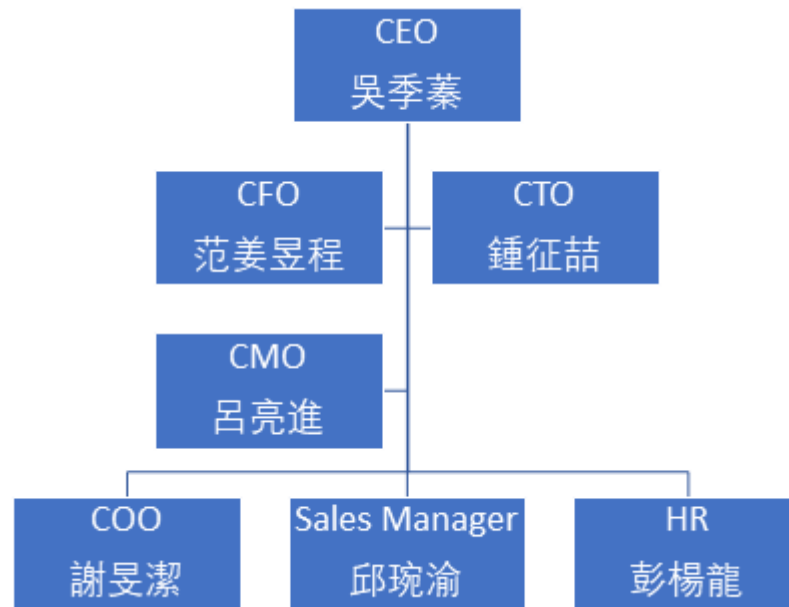 CEO
吳季蓁
CFO
范姜昱程
CTO
鍾征喆
CMO
呂亮進
COO
謝旻潔
Sales Manager
邱琬渝
HR
彭楊龍